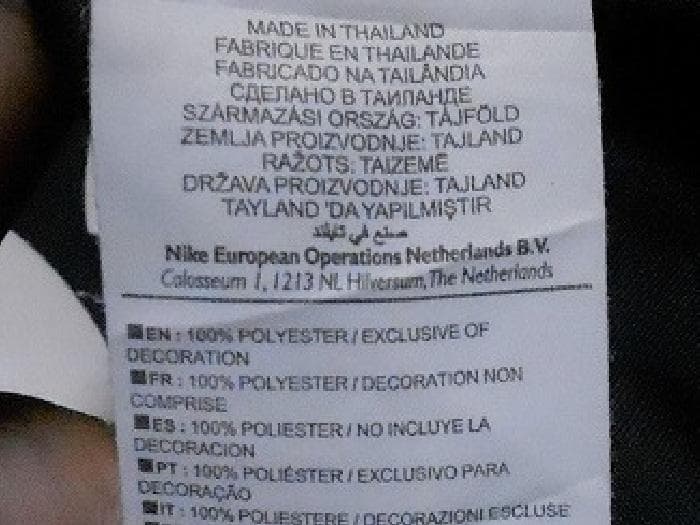 MADE IN THAILAND
FABRIQUE EN THAILANDE
FABRICADO NA TAILÂNDIA
СДЕЛАНО В ТАИЛАНДЕ
SZÁRMAZÁSI ORSZÁG: TÁJFÖLD
ZEMLJA PROIZVODNJE: TAJLAND
RAŽOTS: TAIZEME
DRŽAVA PROIZVODNJE: TAJLAND
TAYLAND 'DA YAPILMIŞTIR
صنع في تايلند
Nike European Operations Netherlands B.V.
Colosseum 1, 1213 NL Hilversum, The Netherlands
EN : 100% POLYESTER / EXCLUSIVE OF
DECORATION
FR : 100% POLYESTER / DECORATION NON
COMPRISE
ES : 100% POLIESTER / NO INCLUYE LA
DECORACION
PT : 100% POLIÉSTER / EXCLUSIVO PARA
DECORAÇÃO
IT : 100% POLIESTERE / DECORAZIONI ESCLUSE